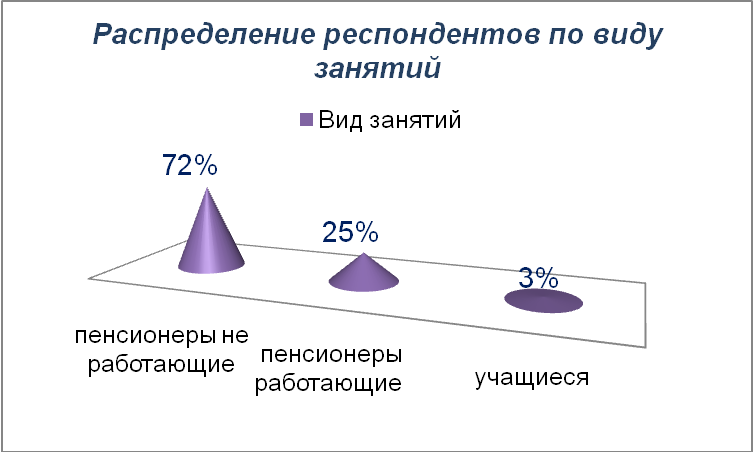 Распределение респондентов по виду
занятий
Вид занятий
72%
25%
3%
пенсионеры не
работающие
пенсионеры
работающие
учащиеся